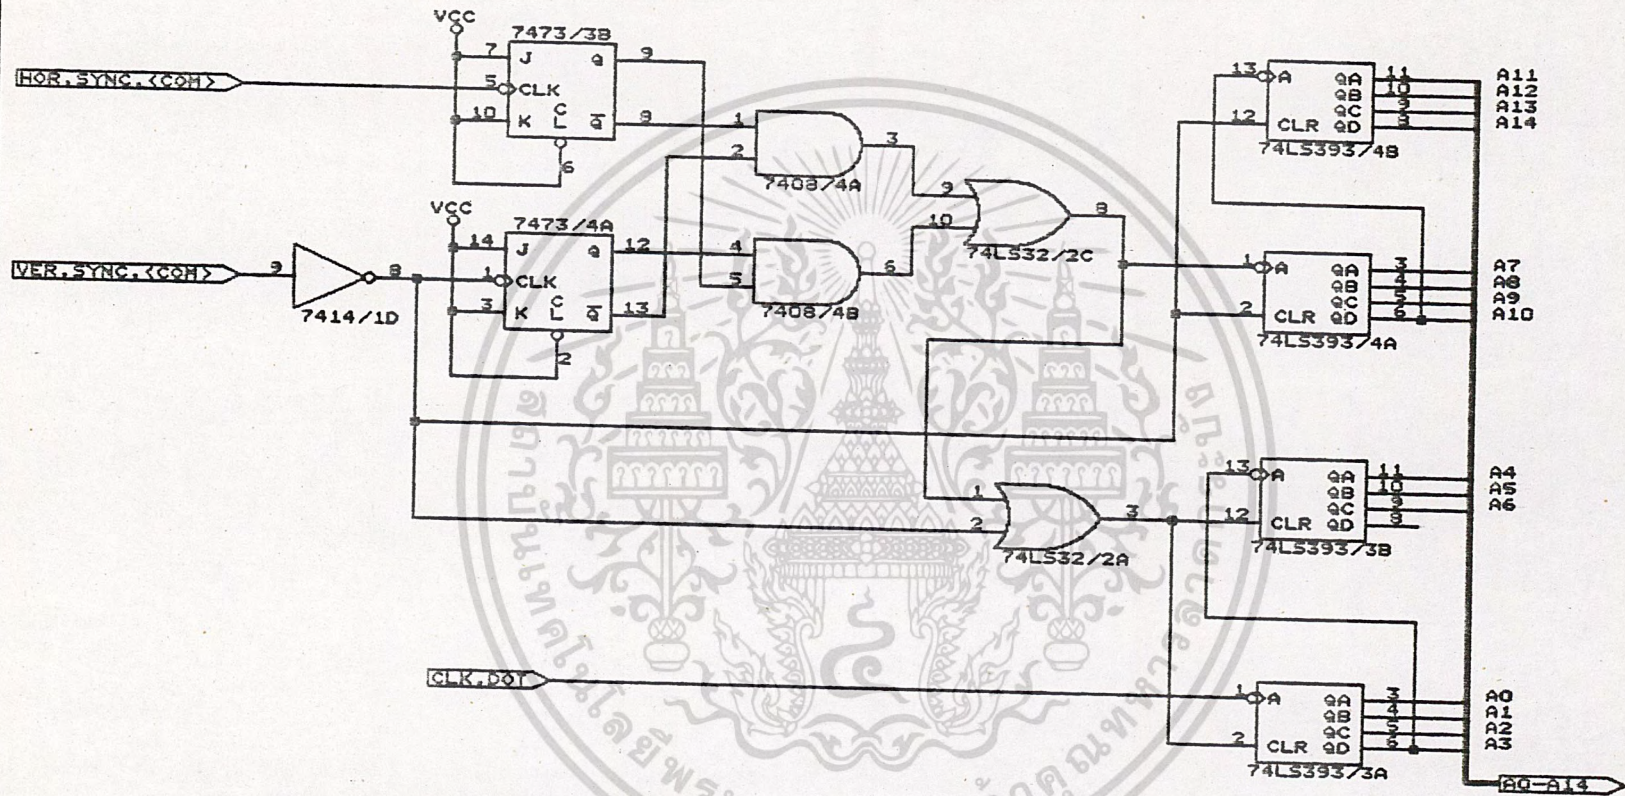 VCC
7473/3B
HOR.SYNC.<COM>
7 J Q 9
5 CLK
10 K C L Q 8
6
VCC
7473/4A
VER.SYNC.<COM>
9 8
7414/1D
14 J Q 12
1 CLK
3 K C L Q 13
2
1
2
3
7408/4A
4
5
6
7408/4B
9
10
8
74LS32/2C
13 A QA 11 A11
QB 10 A12
QC 9 A13
12 CLR QD 8 A14
74LS393/4B
1 A QA 3 A7
QB 4 A8
QC 5 A9
2 CLR QD 6 A10
74LS393/4A
1
2
3
74LS32/2A
13 A QA 11 A4
QB 10 A5
QC 9 A6
12 CLR QD 8
74LS393/3B
CLK.DOT
1 A QA 3 A0
QB 4 A1
QC 5 A2
2 CLR QD 6 A3
74LS393/3A
A0-A14